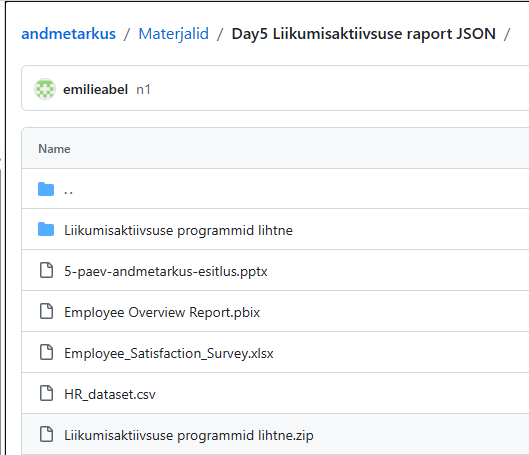 andmetarkus / Materjalid / Day5 Liikumisaktiivsuse raport JSON /
emilieabel n1
Name
..
Liikumisaktiivsuse programmid lihtne
5-paev-andmetarkus-esitlus.pptx
Employee Overview Report.pbix
Employee_Satisfaction_Survey.xlsx
HR_dataset.csv
Liikumisaktiivsuse programmid lihtne.zip